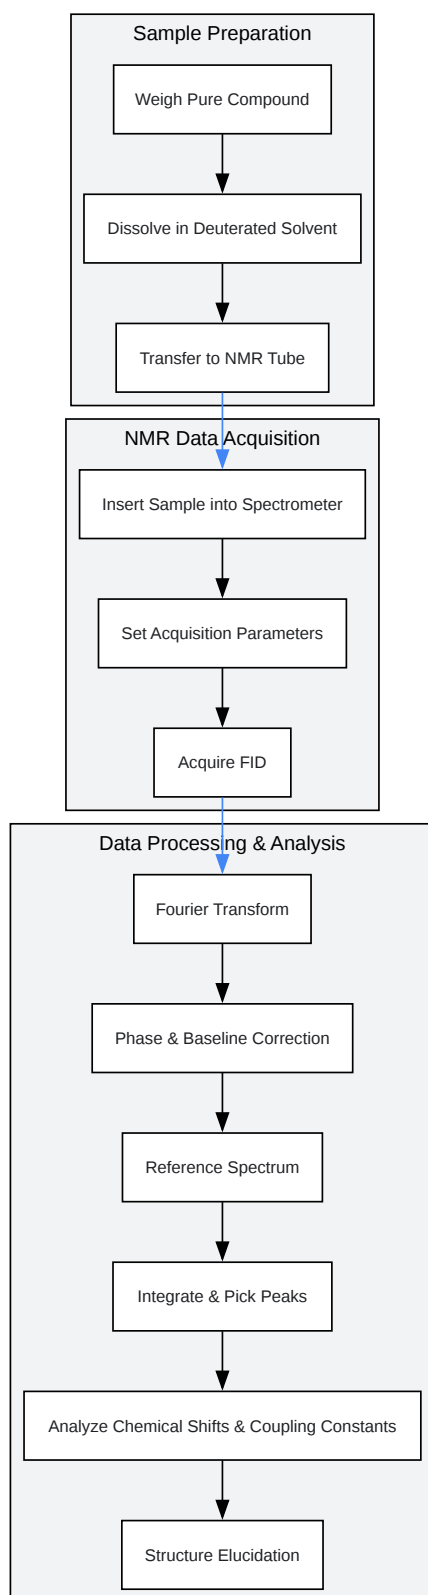 Sample Preparation
Weigh Pure Compound
Dissolve in Deuterated Solvent
Transfer to NMR Tube
NMR Data Acquisition
Insert Sample into Spectrometer
Set Acquisition Parameters
Acquire FID
Data Processing & Analysis
Fourier Transform
Phase & Baseline Correction
Reference Spectrum
Integrate & Pick Peaks
Analyze Chemical Shifts & Coupling Constants
Structure Elucidation